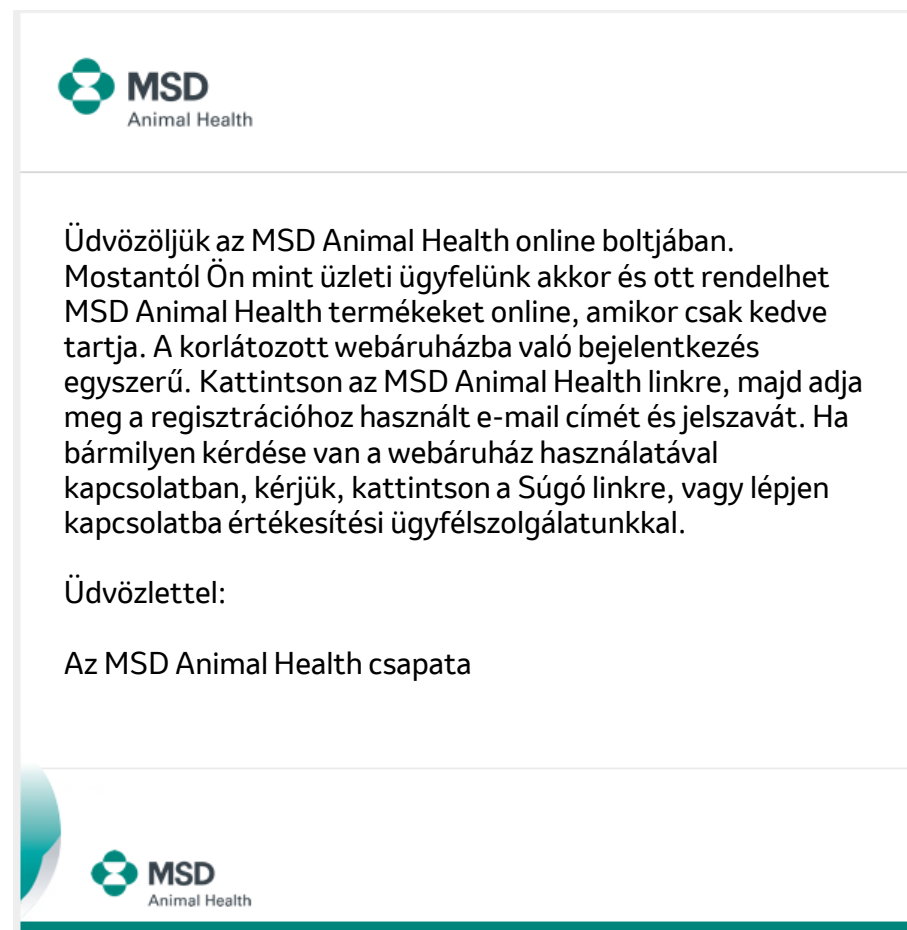 MSD
Animal Health
Üdvözöljük az MSD Animal Health online boltjában.
Mostantól Ön mint üzleti ügyfelünk akkor és ott rendelhet
MSD Animal Health termékeket online, amikor csak kedve
tartja. A korlátozott webáruházba való bejelentkezés
egyszerű. Kattintson az MSD Animal Health linkre, majd adja
meg a regisztrációhoz használt e-mail címét és jelszavát. Ha
bármilyen kérdése van a webáruház használatával
kapcsolatban, kérjük, kattintson a Súgó linkre, vagy lépjen
kapcsolatba értékesítési ügyfélszolgálatunkkal.
Üdvözlettel:
Az MSD Animal Health csapata
MSD
Animal Health